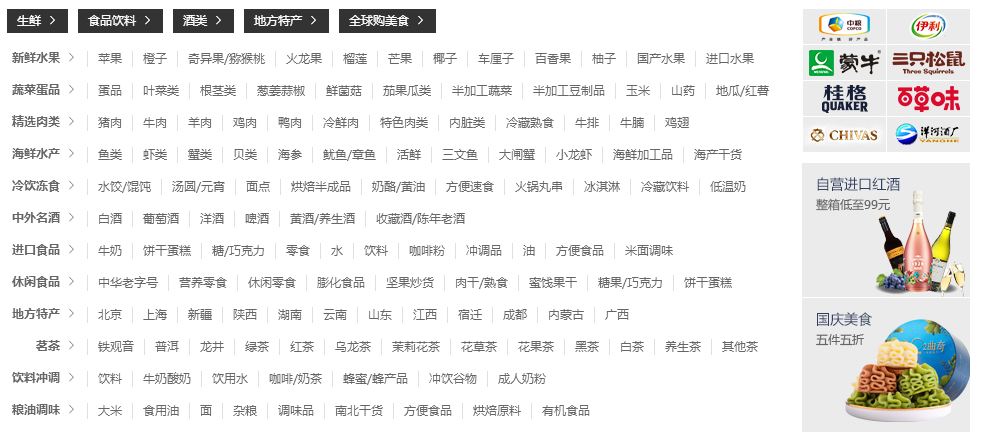 生鲜 食品饮料 酒类 地方特产 全球购美食
新鲜水果 苹果 橙子 奇异果/猕猴桃 火龙果 榴莲 芒果 椰子 车厘子 百香果 柚子 国产水果 进口水果
蔬菜蛋品 蛋品 叶菜类 根茎类 葱姜蒜椒 鲜菌菇 茄果瓜类 半加工蔬菜 半加工豆制品 玉米 山药 地瓜/红薯
精选肉类 猪肉 牛肉 羊肉 鸡肉 鸭肉 冷鲜肉 特色肉类 内脏类 冷藏熟食 牛排 牛腩 鸡翅
海鲜水产 鱼类 虾类 蟹类 贝类 海参 鱿鱼/章鱼 活鲜 三文鱼 大闸蟹 小龙虾 海鲜加工品 海产干货
冷饮冻食 水饺/馄饨 汤圆/元宵 面点 烘焙半成品 奶酪/黄油 方便速食 火锅丸串 冰淇淋 冷藏饮料 低温奶
中外名酒 白酒 葡萄酒 洋酒 啤酒 黄酒/养生酒 收藏酒/陈年老酒
进口食品 牛奶 饼干蛋糕 糖/巧克力 零食 水 饮料 咖啡粉 冲调品 油 方便食品 米面调味
休闲食品 中华老字号 营养零食 休闲零食 膨化食品 坚果炒货 肉干/熟食 蜜饯果干 糖果/巧克力 饼干蛋糕
地方特产 北京 上海 新疆 陕西 湖南 云南 山东 江西 宿迁 成都 内蒙古 广西
茗茶 铁观音 普洱 龙井 绿茶 红茶 乌龙茶 茉莉花茶 花草茶 花果茶 黑茶 白茶 养生茶 其他茶
饮料冲调 饮料 牛奶酸奶 饮用水 咖啡/奶茶 蜂蜜/蜂产品 冲饮谷物 成人奶粉
粮油调味 大米 食用油 面 杂粮 调味品 南北干货 方便食品 烘焙原料 有机食品
中粮 COFCO
伊利
蒙牛
三只松鼠
Three Squirrels
桂格
QUAKER
百草味
CHIVAS
洋河酒厂
YANGHE
自营进口红酒
整箱低至99元
国庆美食
五件五折
曲奇